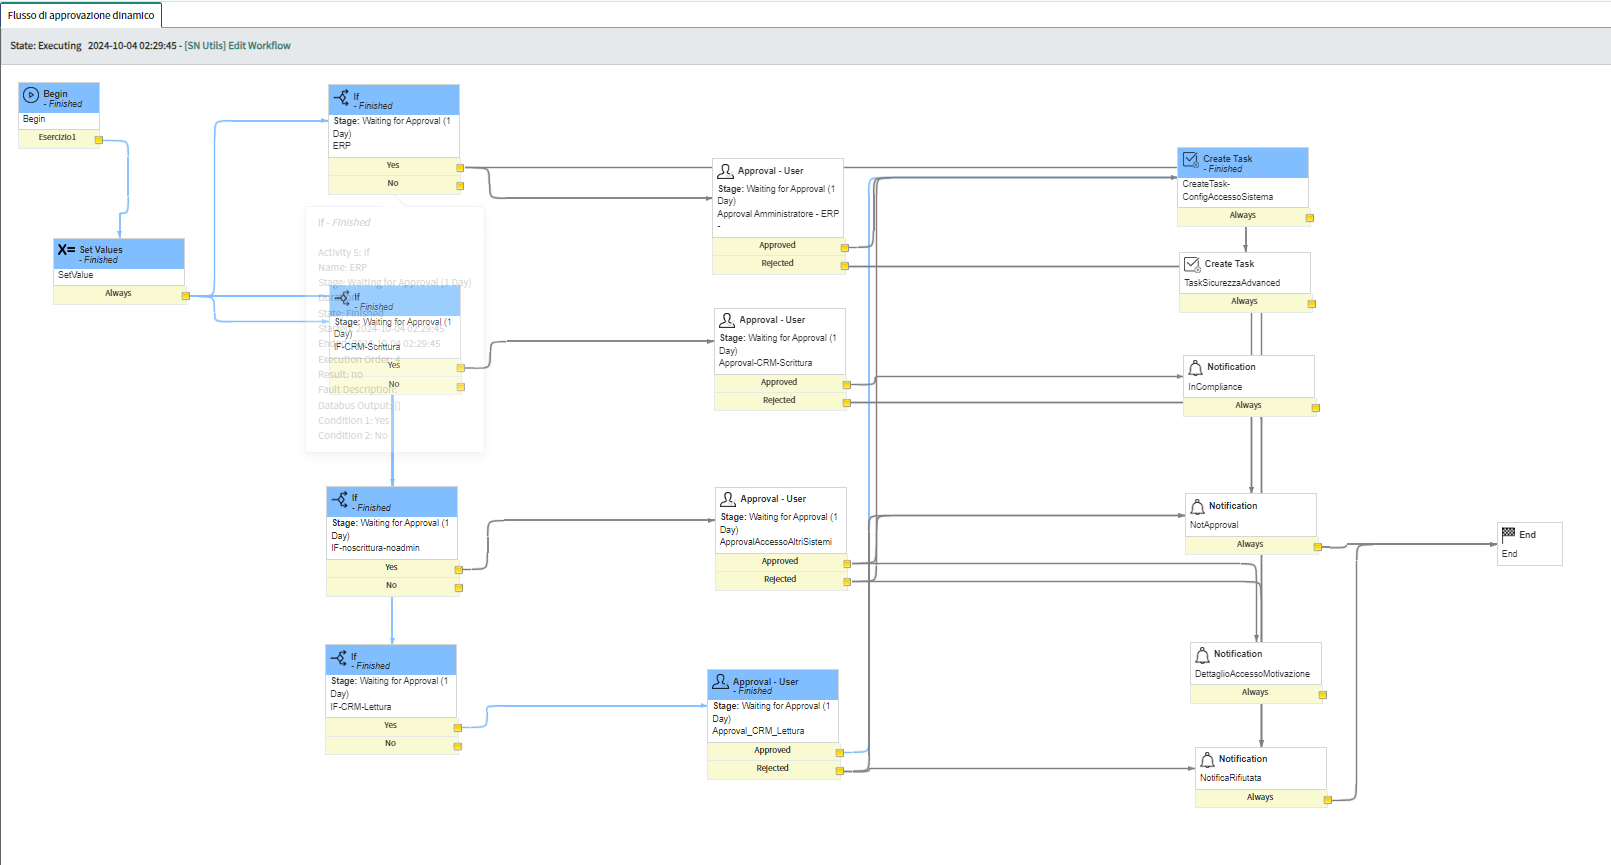 Flusso di approvazione dinamico
State: Executing 2024-10-04 02:29:45 - [SN Utils] Edit Workflow
Begin
- Finished
Begin
Esercizio1
X= Set Values
- Finished
SetValue
Always
If
- Finished
Stage: Waiting for Approval (1
Day)
ERP
Yes
No
If - Finished
Activity 5: If
Name: ERP
Stage: Waiting for Approval (1 Day)
State: Finished
2024-10-04 02:29:45
02:29:45
Execution Order: 4
Result: no
Fault Description:
Databus Output: {}
Condition 1: Yes
Condition 2: No
If
- Finished
Stage: Waiting for Approval (1
Day)
IF-CRM-Scrittura
Yes
No
If
- Finished
Stage: Waiting for Approval (1
Day)
IF-noscrittura-noadmin
Yes
No
If
- Finished
Stage: Waiting for Approval (1
Day)
IF-CRM-Lettura
Yes
No
Approval - User
Stage: Waiting for Approval (1
Day)
Approval Amministratore - ERP
-
Approved
Rejected
Approval - User
Stage: Waiting for Approval (1
Day)
Approval-CRM-Scrittura
Approved
Rejected
Approval - User
Stage: Waiting for Approval (1
Day)
ApprovalAccessoAltriSistemi
Approved
Rejected
Approval - User
- Finished
Stage: Waiting for Approval (1
Day)
Approval_CRM_Lettura
Approved
Rejected
Create Task
- Finished
CreateTask-
ConfigAccessoSistema
Always
Create Task
TaskSicurezzaAdvanced
Always
Notification
InCompliance
Always
Notification
NotApproval
Always
Notification
DettaglioAccessoMotivazione
Always
Notification
NotificaRifiutata
Always
End
End